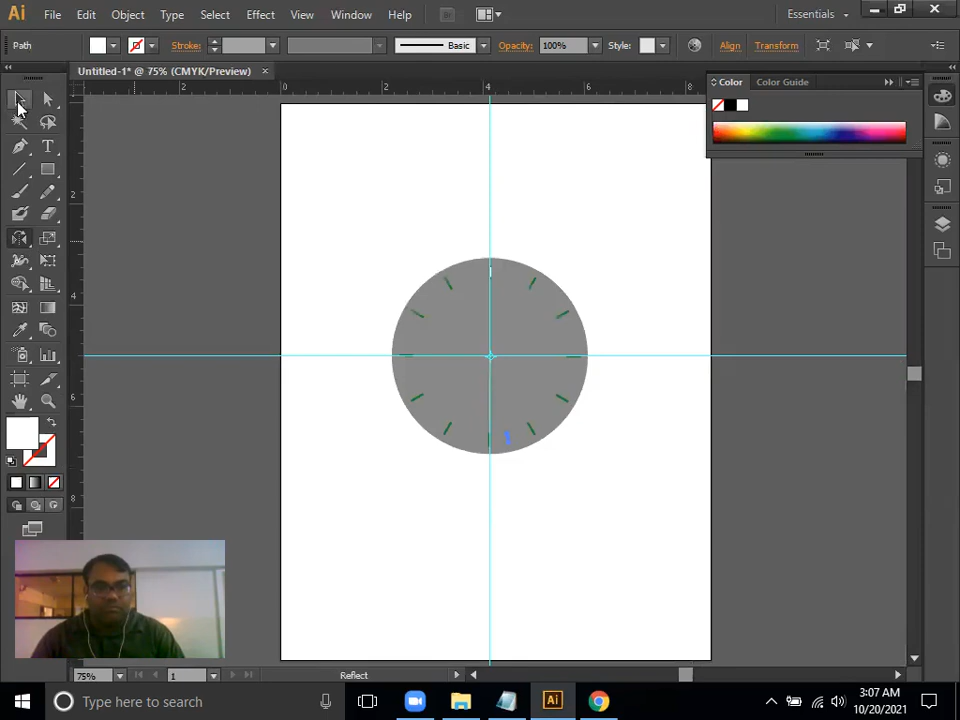 Ai File Edit Object Type Select Effect View Window Help Essentials
Path Stroke: Basic Opacity: 100% Style: Align Transform
Untitled-1* @ 75% (CMYK/Preview) ×
2 0 2 4 6 8
Color Color Guide
2
4
6
8
T
75% 1 Reflect
Type here to search
Ai
3:07 AM
10/20/2021